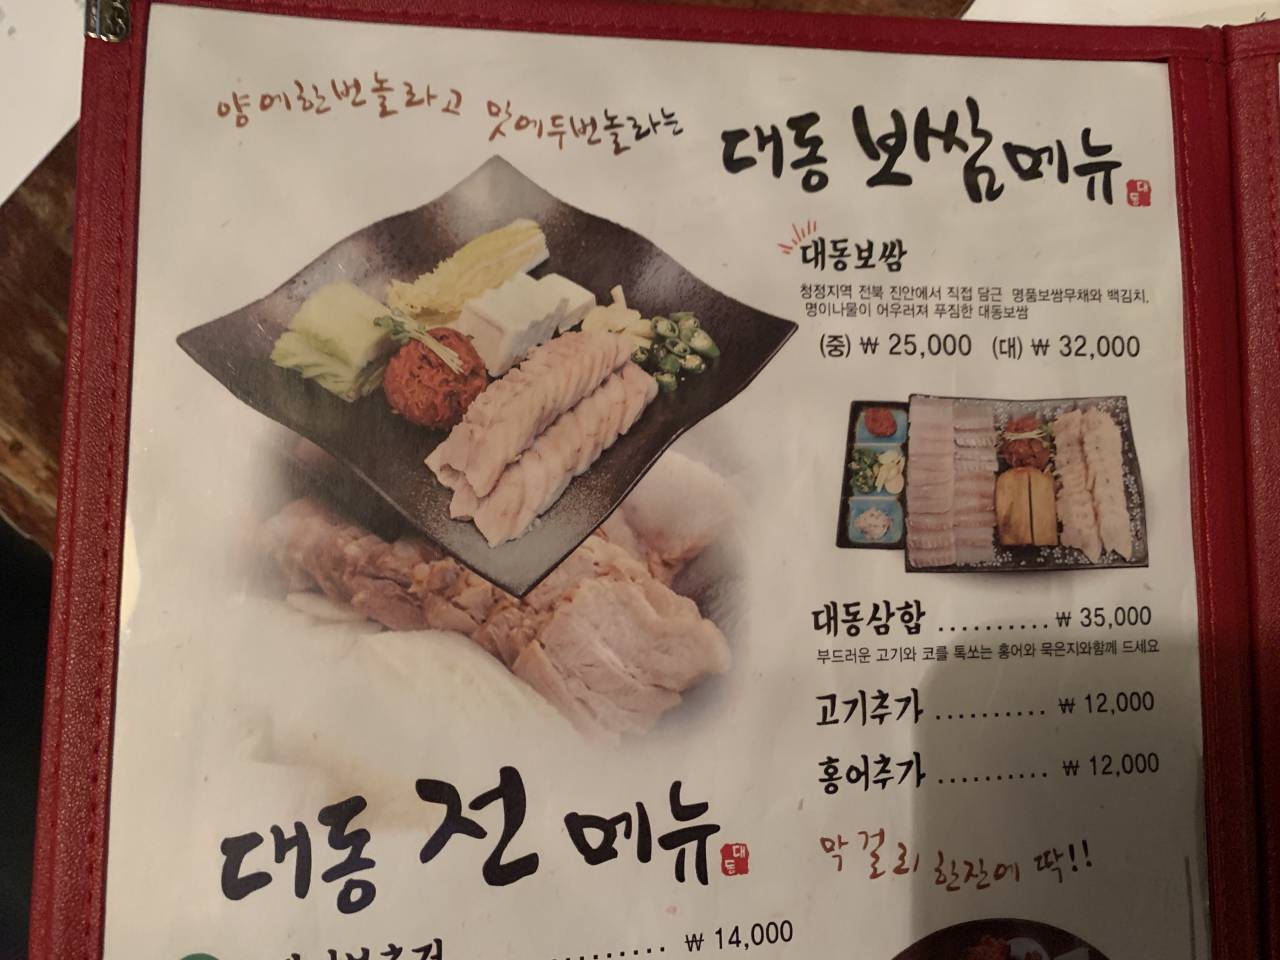 양에한번놀라고 맛에두번놀라는
대동 보쌈메뉴
대동
대동보쌈
청정지역 전북 진안에서 직접 담근 명품보쌈무채와 백김치,
명이나물이 어우러져 푸짐한 대동보쌈
(중) ₩ 25,000 (대) ₩ 32,000
대동삼합 .......... ₩ 35,000
부드러운 고기와 코를 톡쏘는 홍어와 묵은지와함께 드세요
고기추가 .......... ₩ 12,000
홍어추가 .......... ₩ 12,000
막걸리 한잔에 딱!!
대동 전 메뉴
대동
₩ 14,000